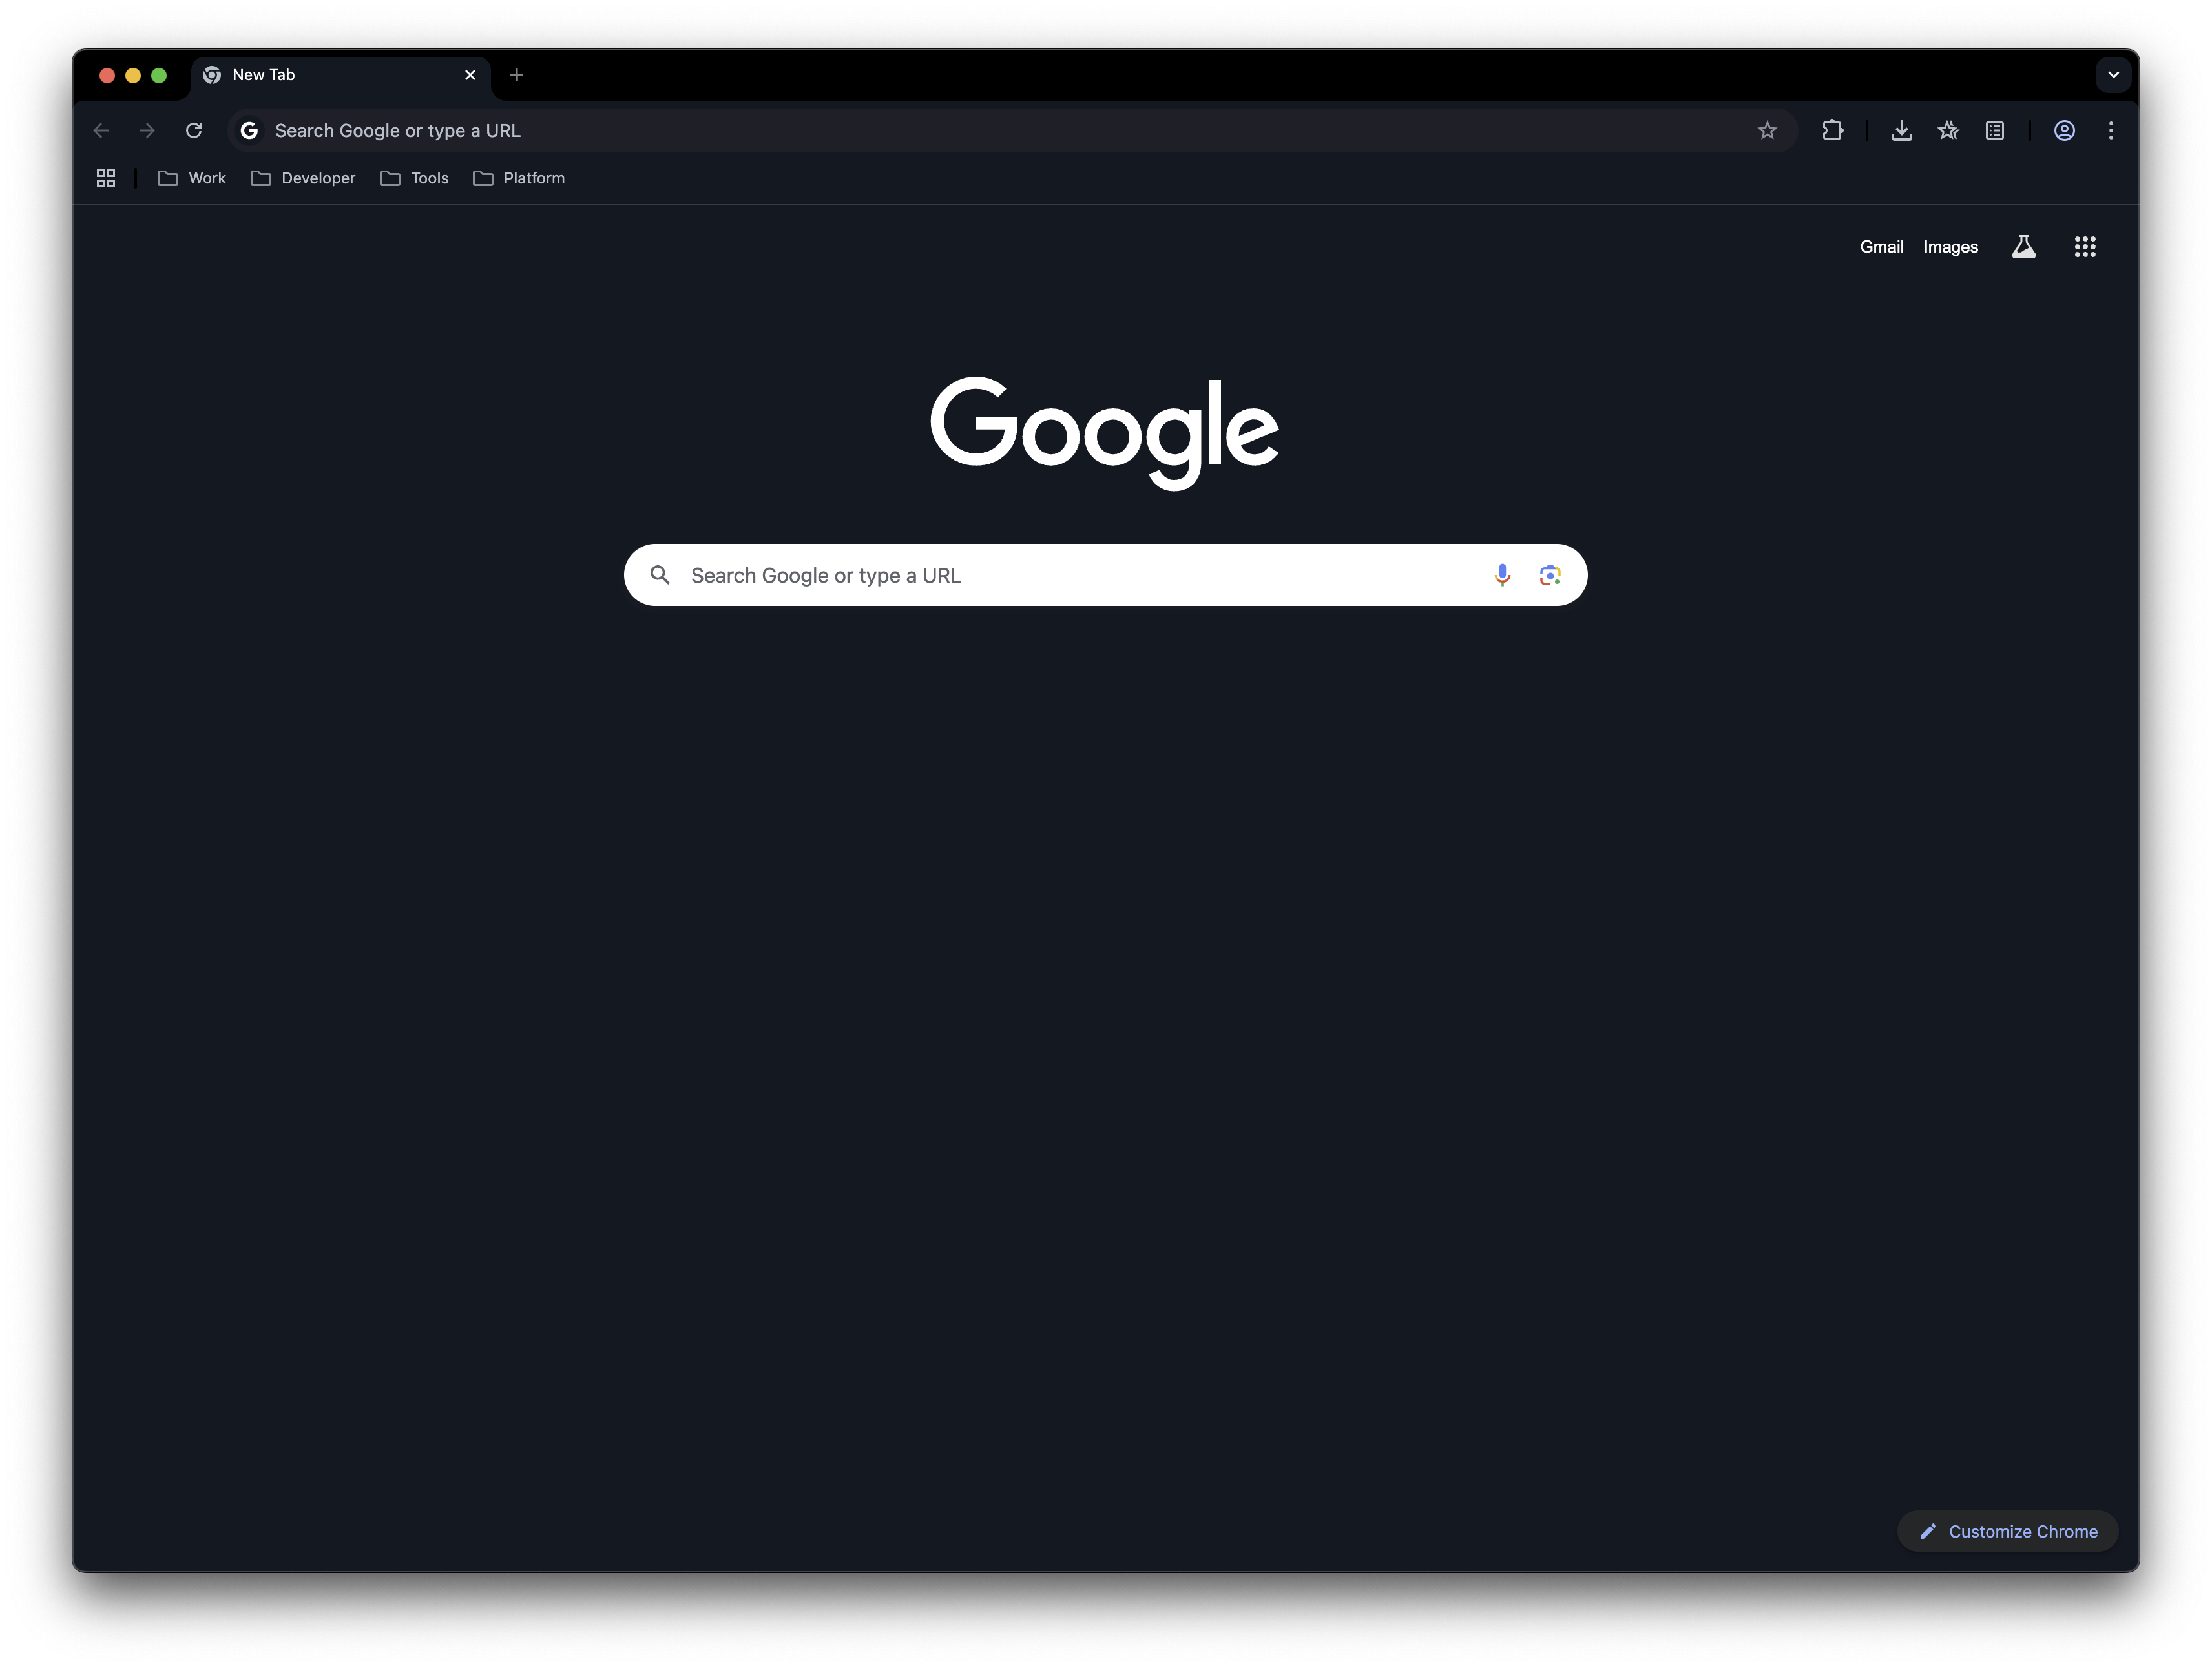 New Tab
Search Google or type a URL
Work Developer Tools Platform
Gmail Images
Google
Search Google or type a URL
Customize Chrome